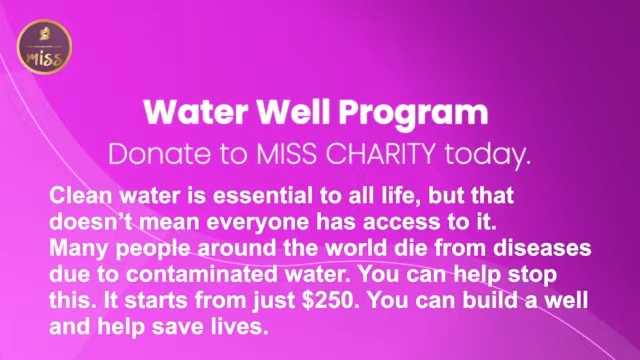 miss
Water Well Program
Donate to MISS CHARITY today.
Clean water is essential to all life, but that
doesn't mean everyone has access to it.
Many people around the world die from diseases
due to contaminated water. You can help stop
this. It starts from just $250. You can build a well
and help save lives.